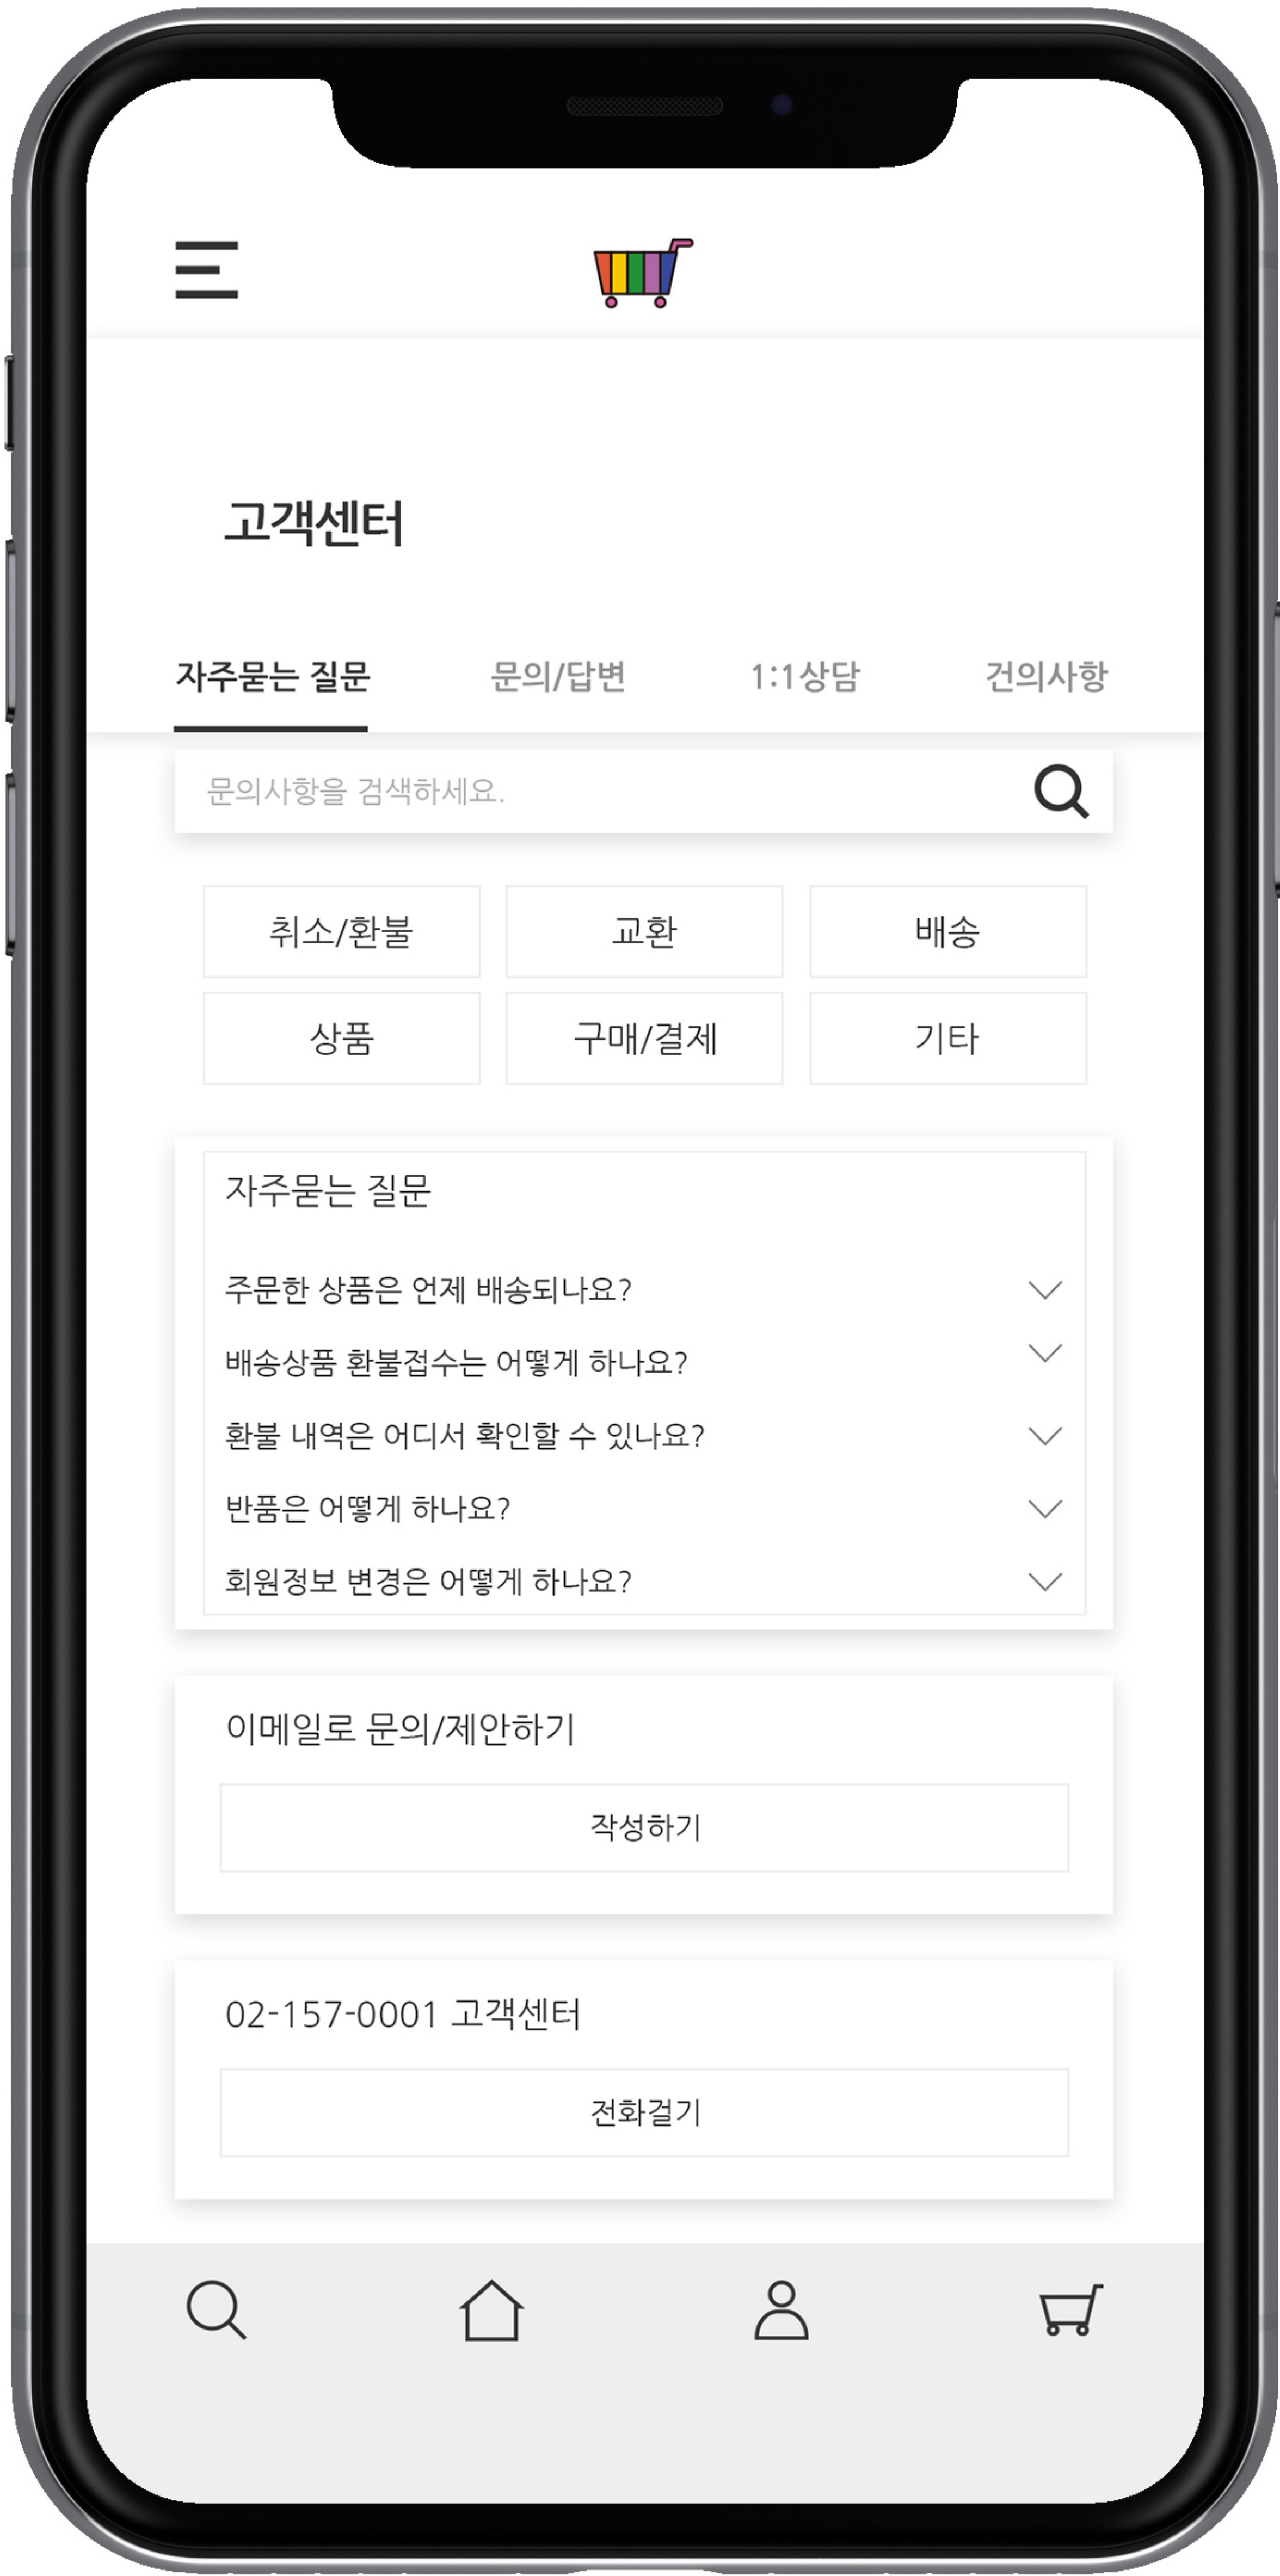 고객센터
자주묻는 질문 문의/답변 1:1상담 건의사항
문의사항을 검색하세요.
취소/환불 교환 배송
상품 구매/결제 기타
자주묻는 질문
주문한 상품은 언제 배송되나요?
배송상품 환불접수는 어떻게 하나요?
환불 내역은 어디서 확인할 수 있나요?
반품은 어떻게 하나요?
회원정보 변경은 어떻게 하나요?
이메일로 문의/제안하기
작성하기
02-157-0001 고객센터
전화걸기